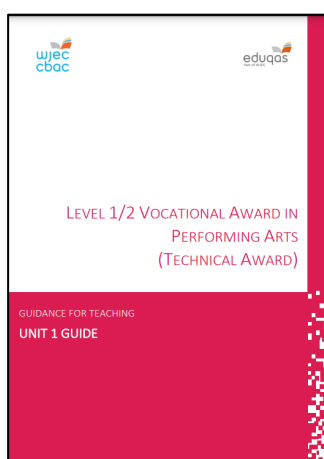 wjec
cbac
eduqas
LEVEL 1/2 VOCATIONAL AWARD IN
PERFORMING ARTS
(TECHNICAL AWARD)
GUIDANCE FOR TEACHING
UNIT 1 GUIDE